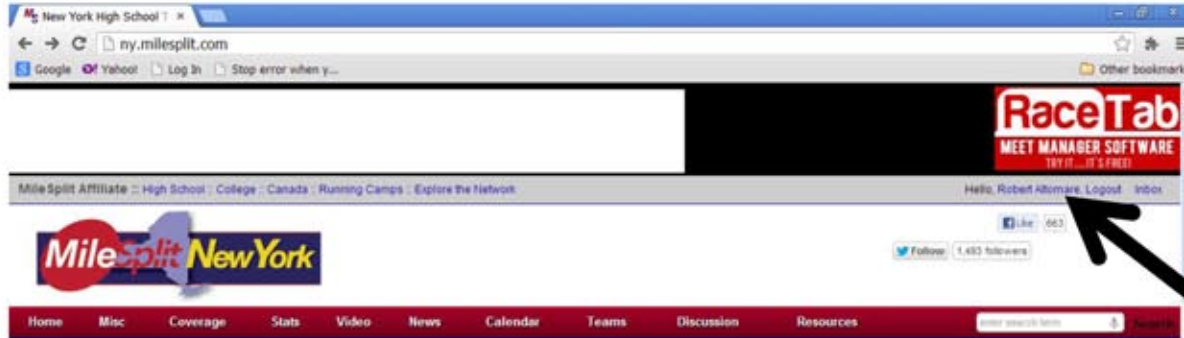 New York High School T
ny.milesplit.com
Google Yahoo! Log In Stop error when y... Other bookmark
RaceTab
MEET MANAGER SOFTWARE
TRY IT.....IT'S FREE!
MileSplit Affiliate :: High School :: College :: Canada :: Running Camps :: Explore the Network Hello, Robert Altomare, Logout Inbox
Like 663
MileSplit New York
Follow 1,493 followers
Home Misc Coverage Stats Video News Calendar Teams Discussion Resources enter search term Search